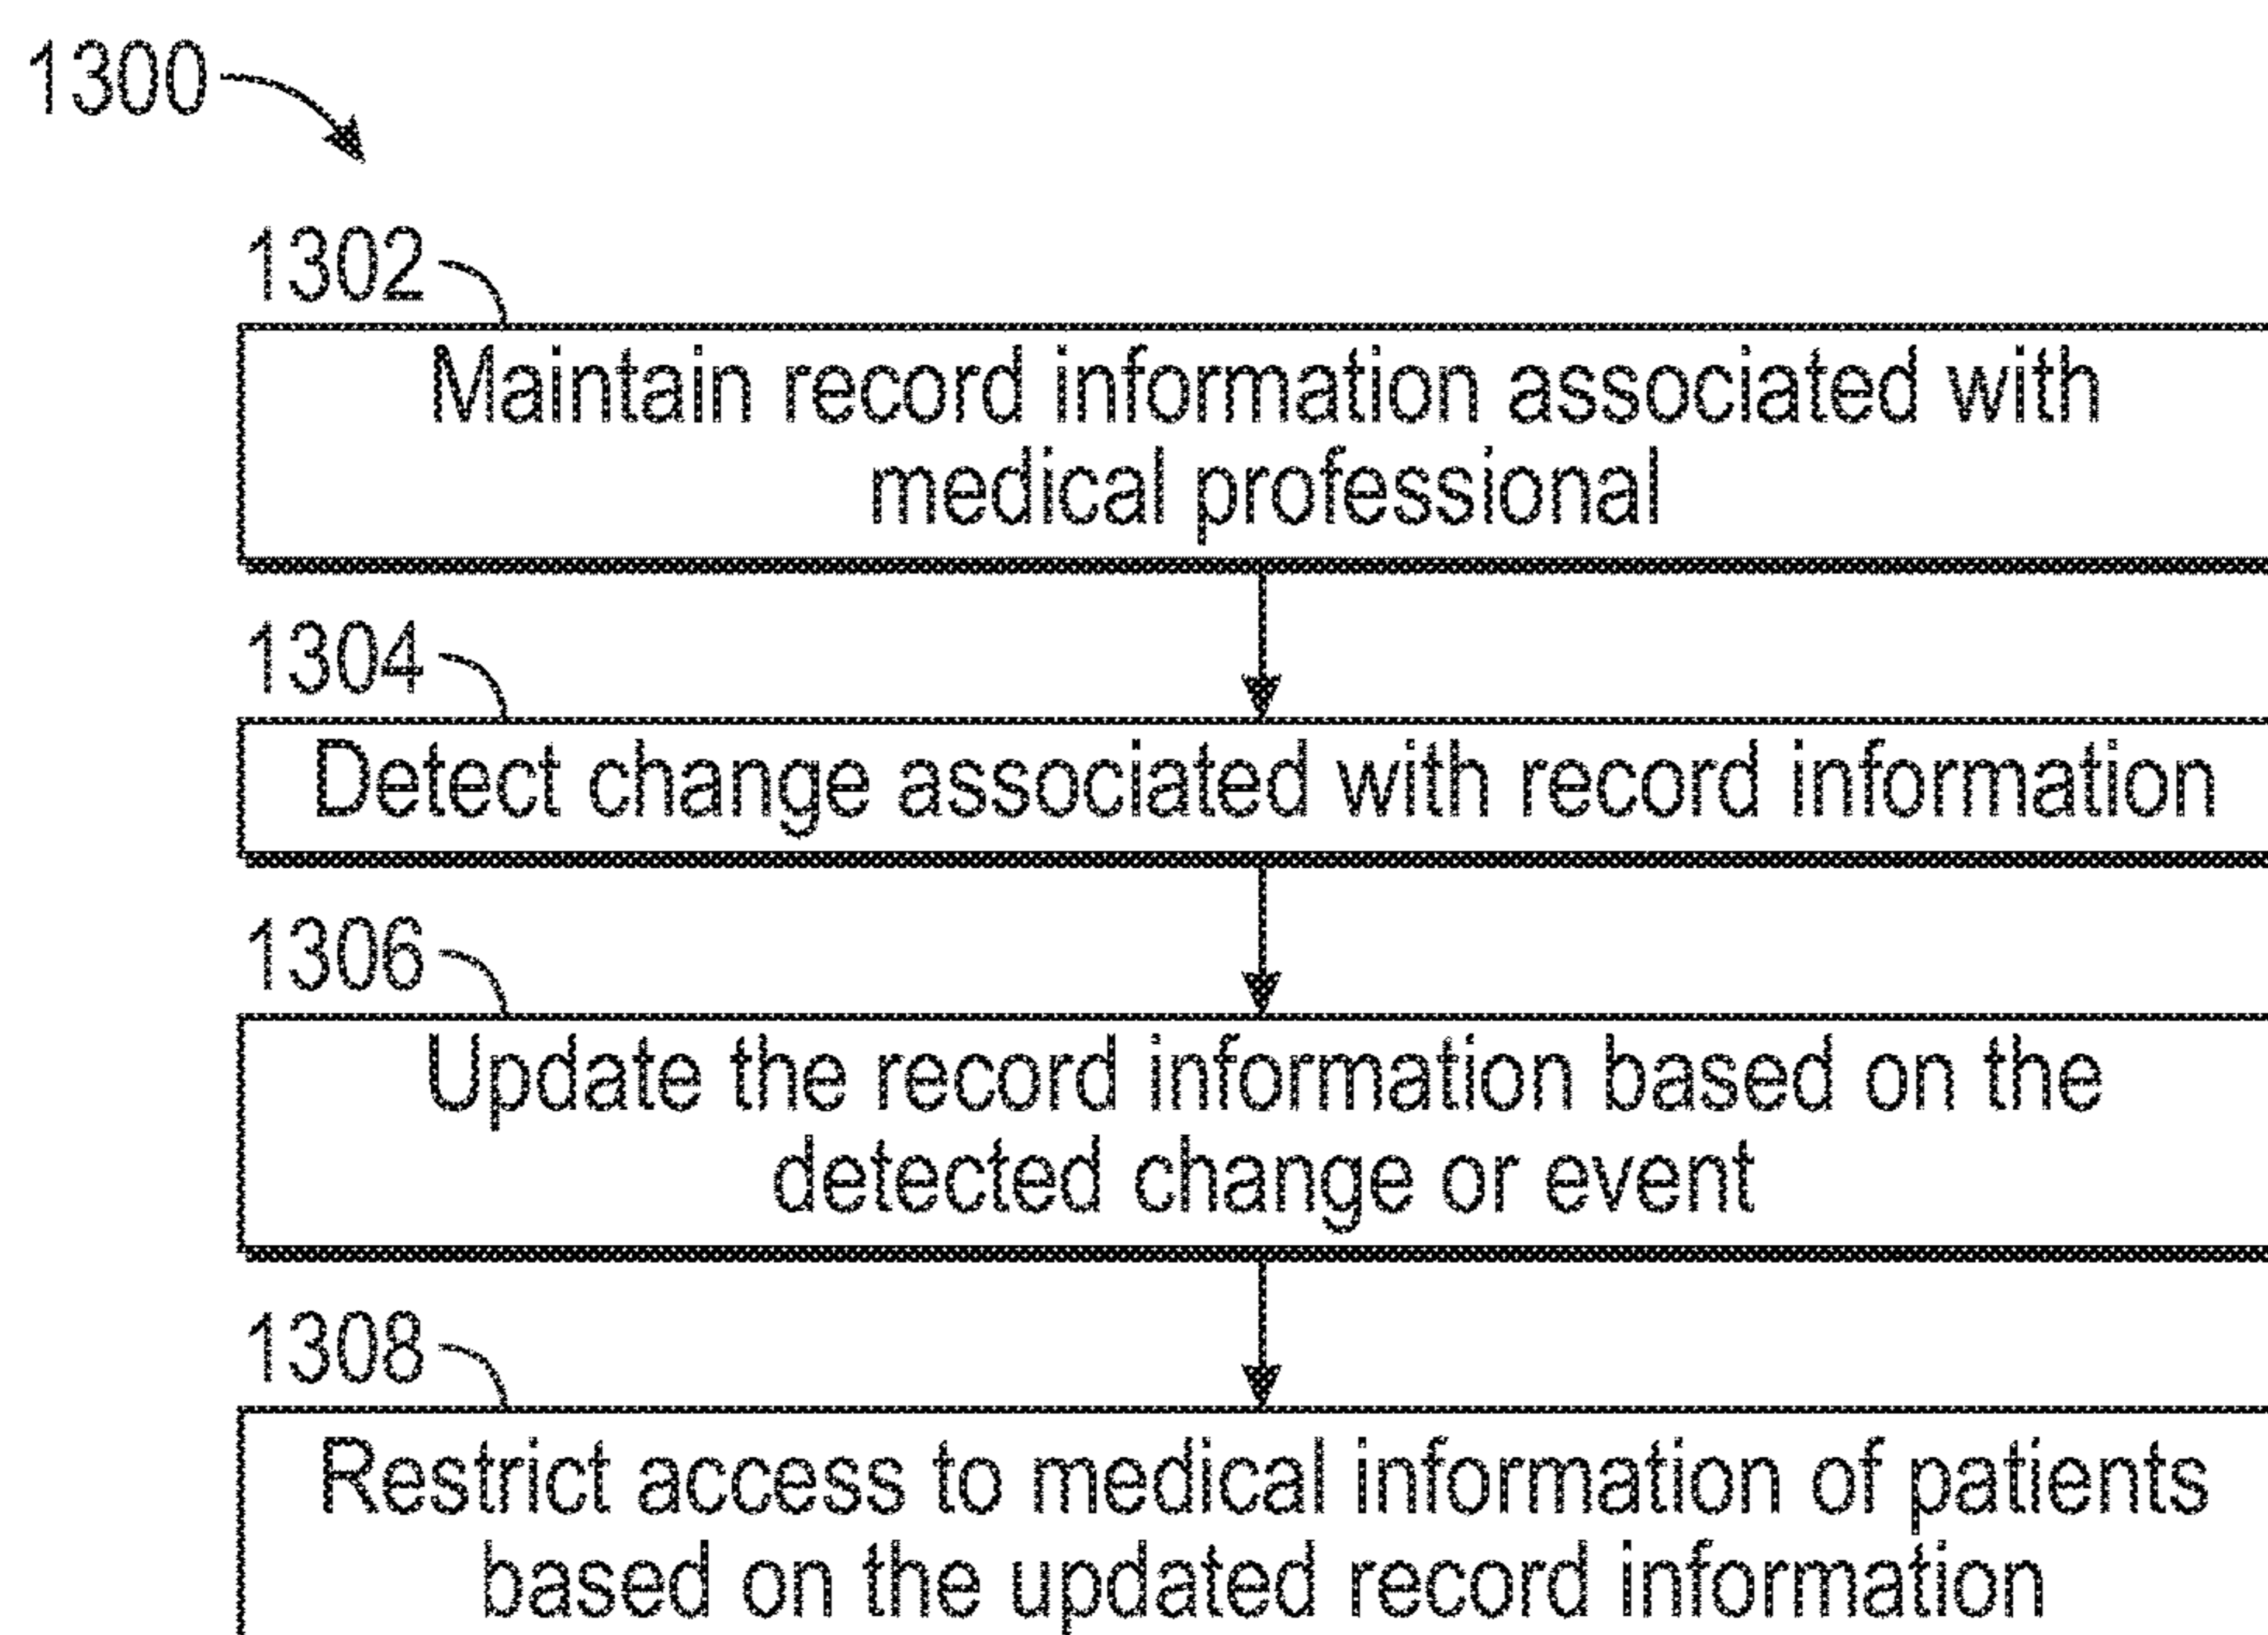 1300
1302
Maintain record information associated with
medical professional
1304
Detect change associated with record information
1306
Update the record information based on the
detected change or event
1308
Restrict access to medical information of patients
based on the updated record information